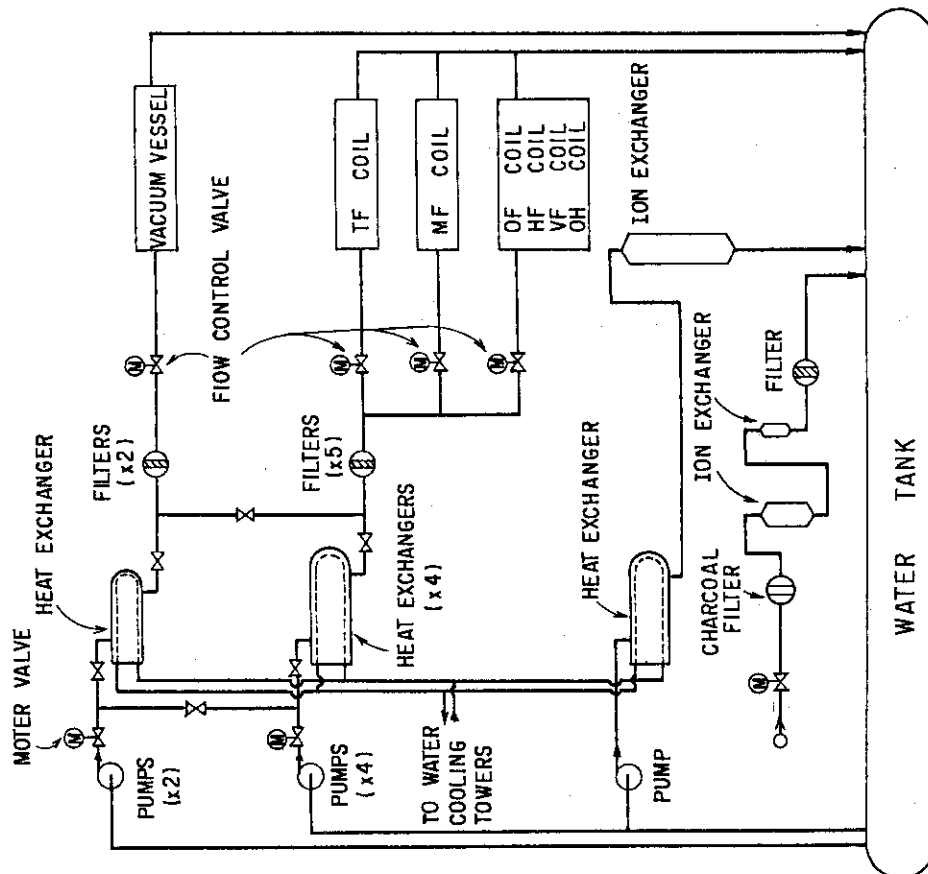 MOTER VALVE
HEAT EXCHANGER
FILTERS
(x2)
FlOW CONTROL VALVE
VACUUM VESSEL
PUMPS
(x2)
M
M
PUMPS
(x4)
M
HEAT EXCHANGERS
(x4)
FILTERS
(x5)
M
M
M
TF COIL
MF COIL
OF COIL
HF COIL
VF COIL
OH COIL
TO WATER
COOLING
TOWERS
PUMP
HEAT EXCHANGER
ION EXCHANGER
M
CHARCOAL
FILTER
ION EXCHANGER
FILTER
WATER TANK